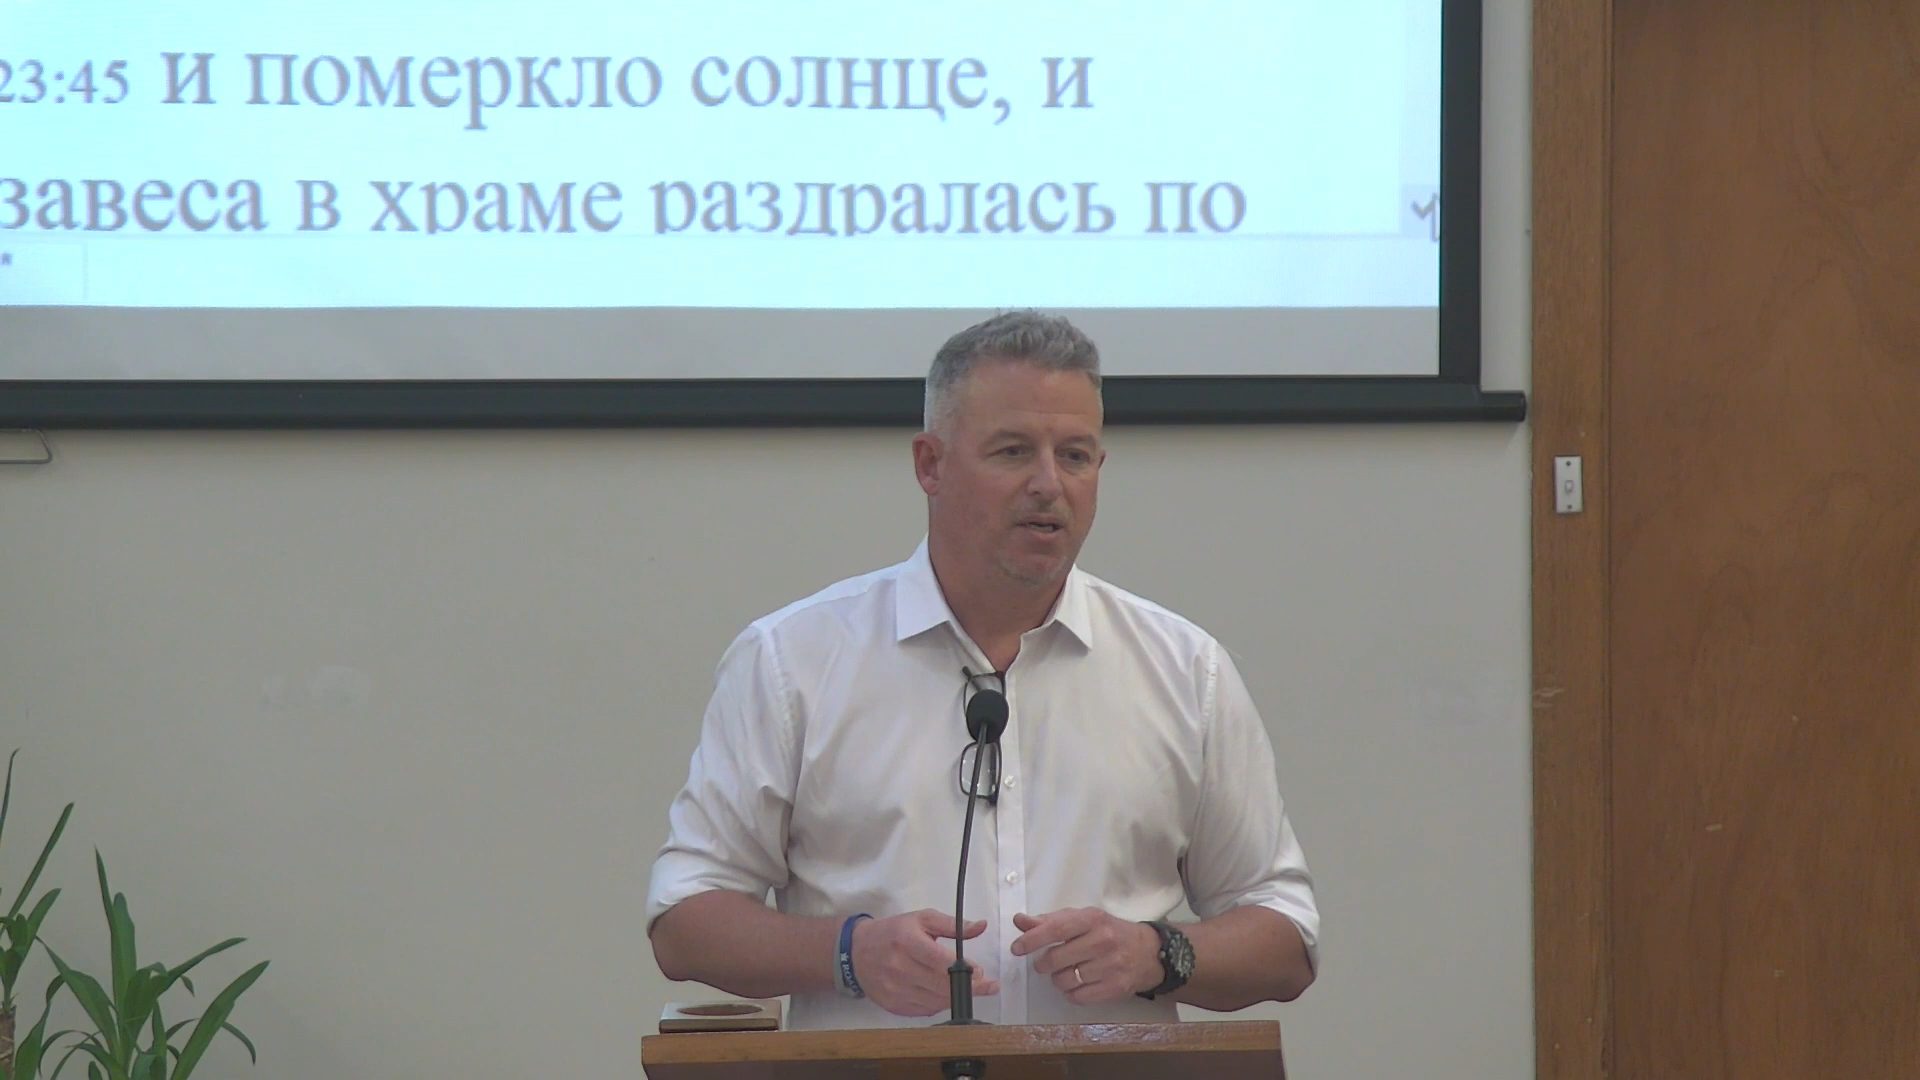 23:45 и померкло солнце, и
завеса в храме раздралась по